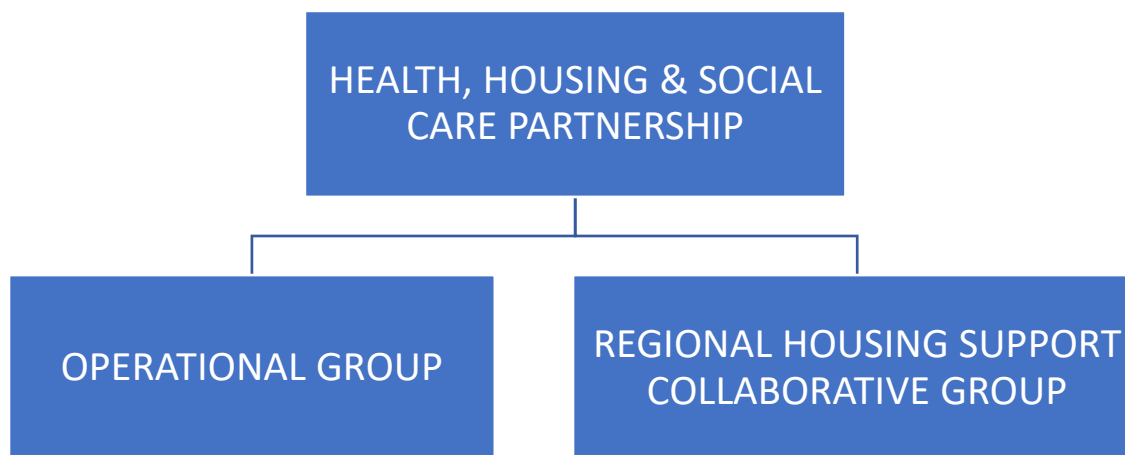 HEALTH, HOUSING & SOCIAL
CARE PARTNERSHIP
OPERATIONAL GROUP
REGIONAL HOUSING SUPPORT
COLLABORATIVE GROUP